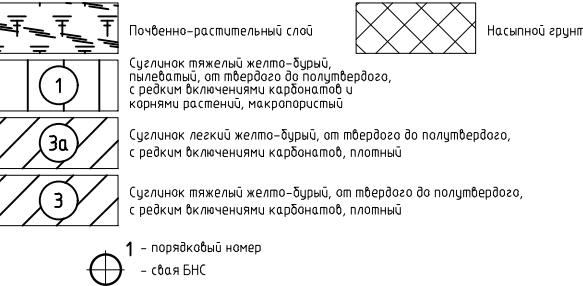 Почвенно-растительный слой
Насыпной грунт
1
Суглинок тяжелый желто-бурый,
пылеватый, от твердого до полутвердого,
с редким включениями карбонатов и
корнями растений, макропористый
3а
Суглинок легкий желто-бурый, от твердого до полутвердого,
с редким включениями карбонатов, плотный
3
Суглинок тяжелый желто-бурый, от твердого до полутвердого,
с редким включениями карбонатов, плотный
1 - порядковый номер
- свая БНС